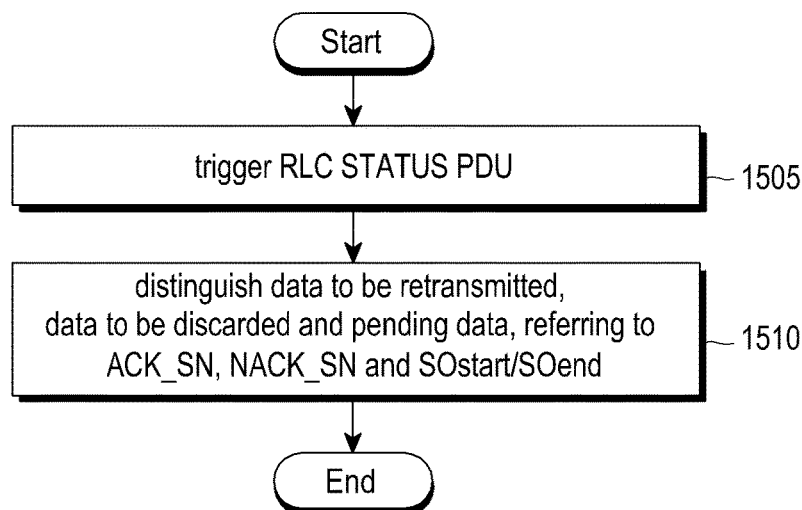 Start
trigger RLC STATUS PDU
1505
distinguish data to be retransmitted,
data to be discarded and pending data, referring to
ACK_SN, NACK_SN and SOstart/SOend
1510
End